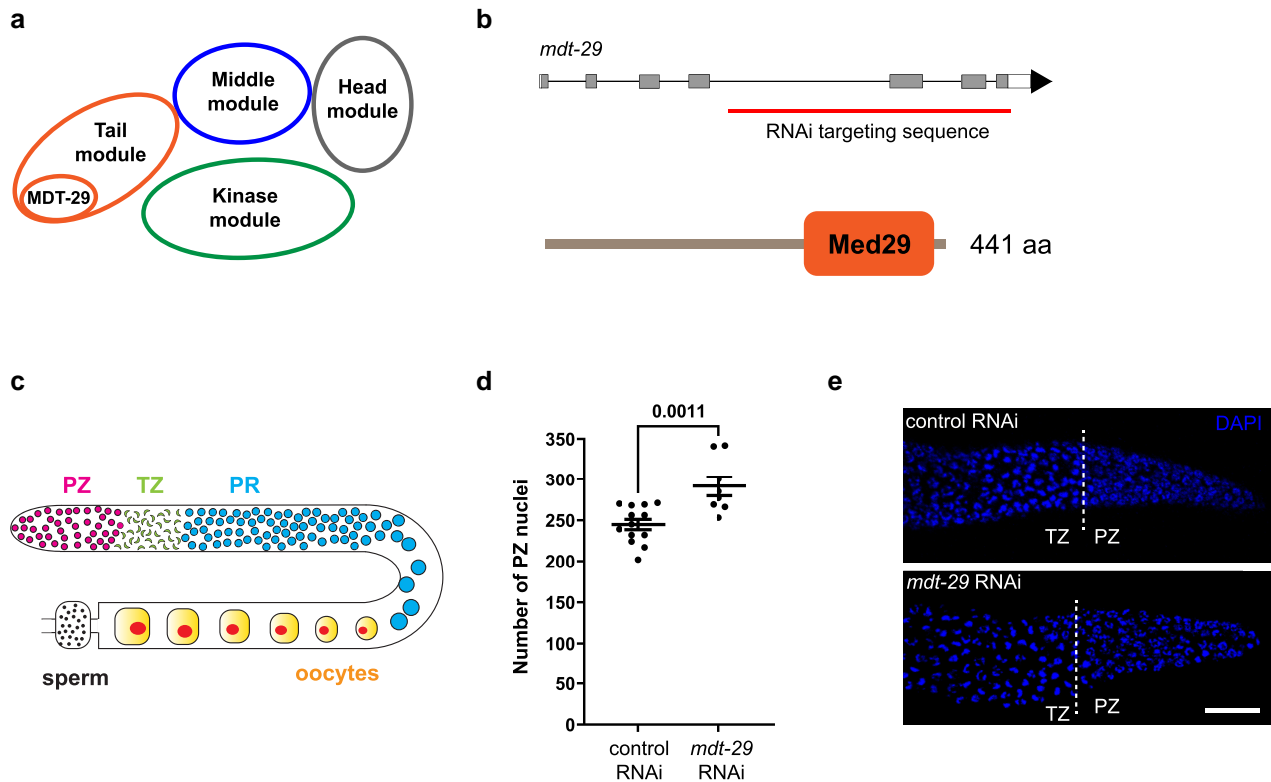 a
Middle
module
Head
module
Tail
module
MDT-29
Kinase
module
b
mdt-29
RNAi targeting sequence
Med29
441 aa
c
PZ
TZ
PR
sperm
oocytes
d
0.0011
Number of PZ nuclei
350
300
250
200
150
100
50
0
control
RNAi
mdt-29
RNAi
e
control RNAi
DAPI
TZ
PZ
mdt-29 RNAi
TZ
PZ